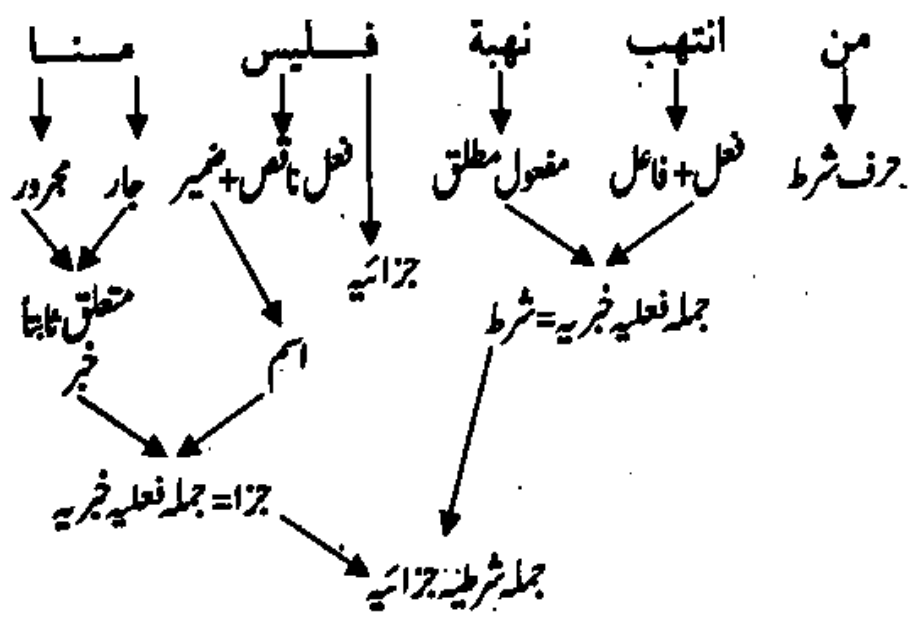 من انتهب نهبة فليس منا
حرف شرط فعل+فاعل مفعول مطلق فعل ناقص+ضمیر جار مجرور
جزائیہ
جملہ فعلیہ خبریہ=شرط متعلق ثابتاً
اسم خبر
جزا=جملہ فعلیہ خبریہ
جملہ شرطیہ جزائیہ